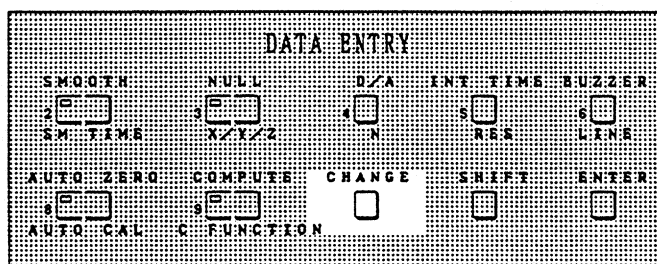 DATA ENTRY
SMOOTH NULL D/A INT TIME BUZZER
2 3 4 5 6
SM TIME X/Y/Z N RES LINE
AUTO ZERO COMPUTE CHANGE SHIFT ENTER
8 9
AUTO CAL C FUNCTION